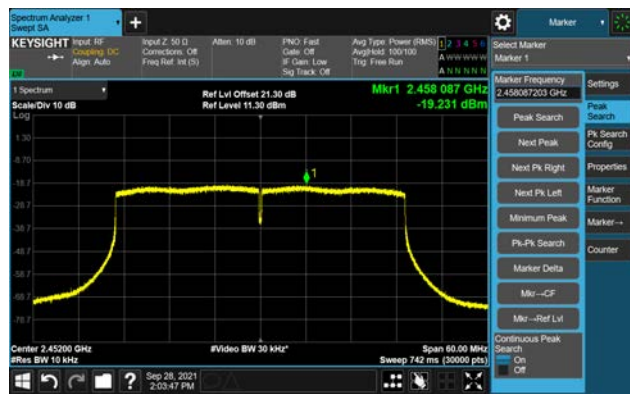 Spectrum Analyzer 1
Swept SA
Marker
KEYSIGHT
Input: RF
Coupling: DC
Align: Auto
Input Z: 50 Ω
Corrections: Off
Freq Ref: Int (S)
Atten: 10 dB
PNO: Fast
Gate: Off
IF Gain: Low
Sig Track: Off
Avg Type: Power (RMS)
Avg|Hold: 100/100
Trig: Free Run
1 2 3 4 5 6
A W W W W W
A N N N N N
Select Marker
Marker 1
1 Spectrum
Scale/Div 10 dB
Log
Ref Lvl Offset 21.30 dB
Ref Level 11.30 dBm
Mkr1 2.458 087 GHz
-19.231 dBm
Marker Frequency
2.458087203 GHz
Settings
Peak Search
Next Peak
Next Pk Right
Next Pk Left
Minimum Peak
Pk-Pk Search
Marker Delta
Mkr→CF
Mkr→Ref Lvl
Continuous Peak
Search
On
Off
Peak
Search
Pk Search
Config
Properties
Marker
Function
Marker→
Counter
1.30
-8.70
-18.7
-28.7
-38.7
-48.7
-58.7
-68.7
-78.7
1
Center 2.45200 GHz
#Res BW 10 kHz
#Video BW 30 kHz*
Span 60.00 MHz
Sweep 742 ms (30000 pts)
?
Sep 28, 2021
2:03:47 PM